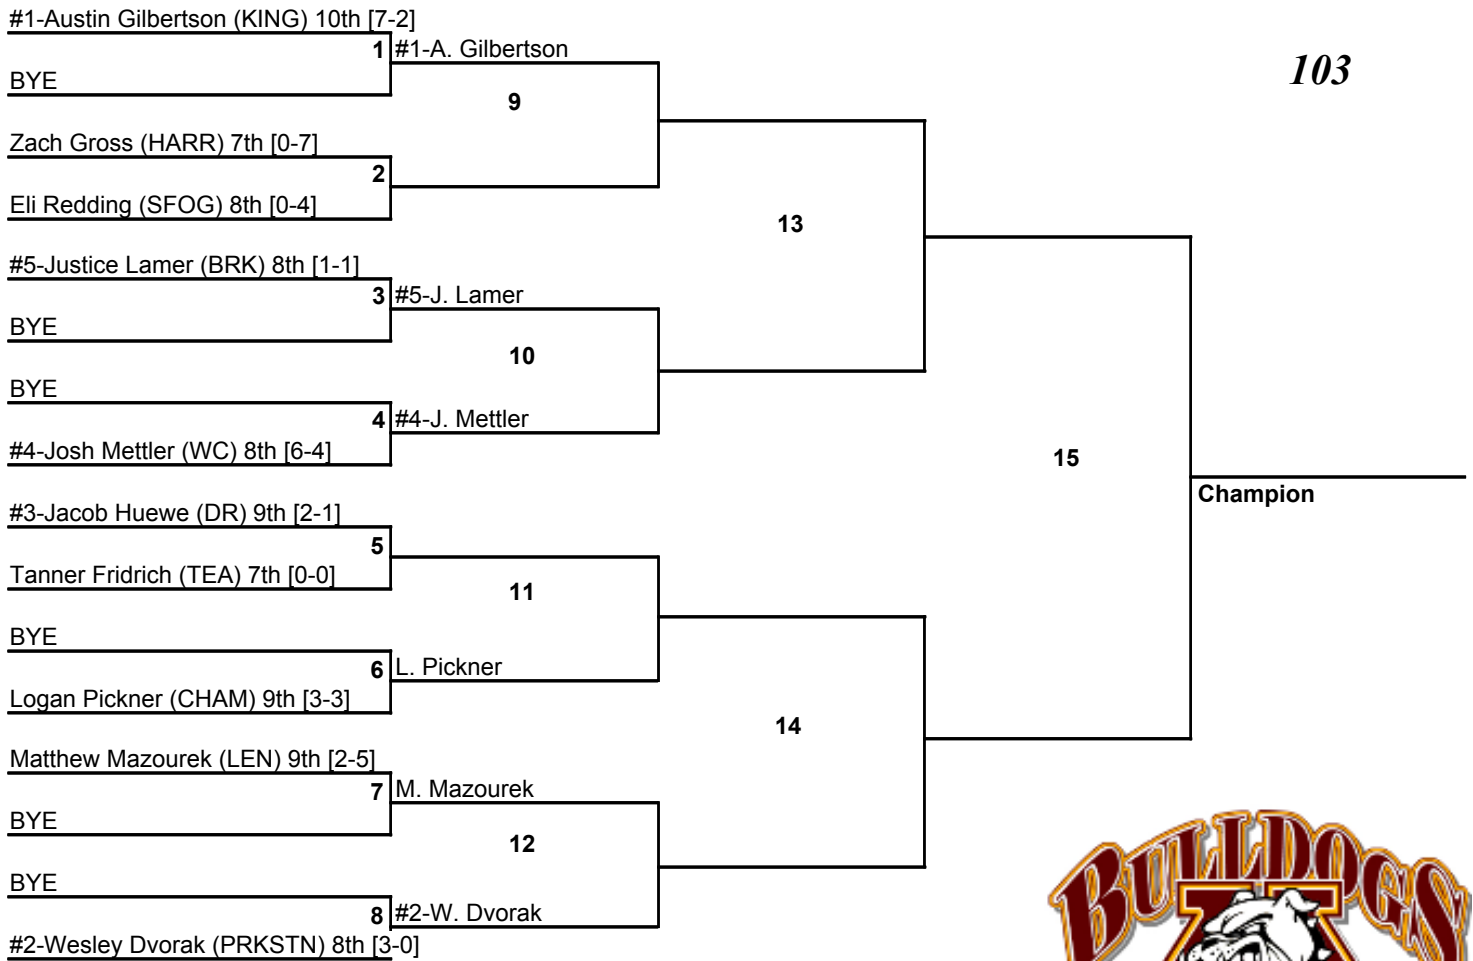 #1-Austin Gilbertson (KING) 10th [7-2]
1 #1-A. Gilbertson
103
BYE
9
Zach Gross (HARR) 7th [0-7]
2
Eli Redding (SFOG) 8th [0-4]
13
#5-Justice Lamer (BRK) 8th [1-1]
3 #5-J. Lamer
BYE
10
BYE
4 #4-J. Mettler
#4-Josh Mettler (WC) 8th [6-4]
15
Champion
#3-Jacob Huewe (DR) 9th [2-1]
5
Tanner Fridrich (TEA) 7th [0-0]
11
BYE
6 L. Pickner
Logan Pickner (CHAM) 9th [3-3]
14
Matthew Mazourek (LEN) 9th [2-5]
7 M. Mazourek
BYE
12
BYE
8 #2-W. Dvorak
#2-Wesley Dvorak (PRKSTN) 8th [3-0]
BULLDOGS